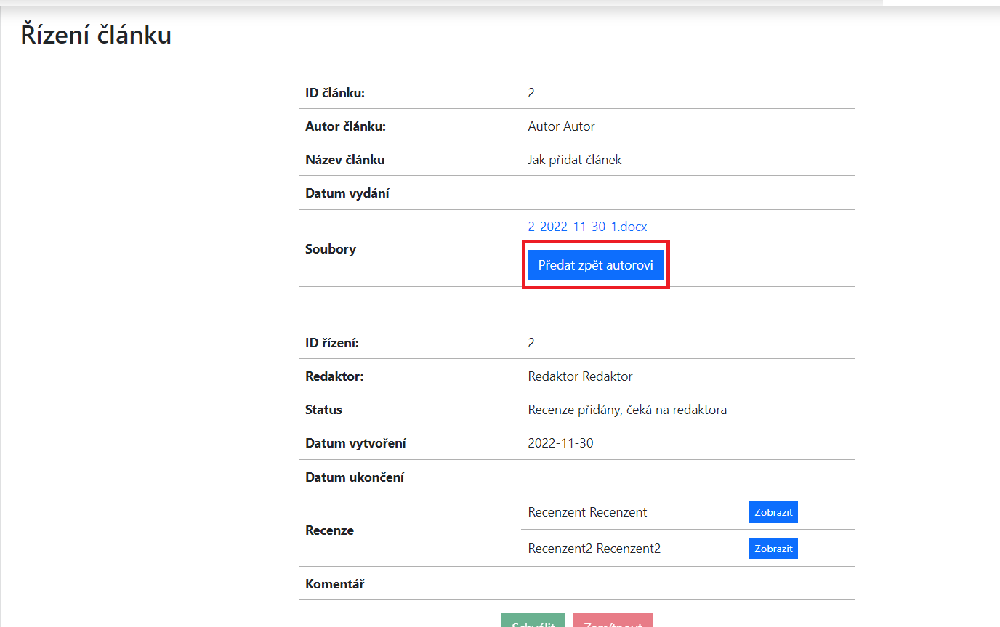 Řízení článku
ID článku: 2
Autor článku: Autor Autor
Název článku Jak přidat článek
Datum vydání
2-2022-11-30-1.docx
Soubory
Předat zpět autorovi
ID řízení: 2
Redaktor: Redaktor Redaktor
Status Recenze přidány, čeká na redaktora
Datum vytvoření 2022-11-30
Datum ukončení
Recenzent Recenzent Zobrazit
Recenze
Recenzent2 Recenzent2 Zobrazit
Komentář
Schválit Zamítnout